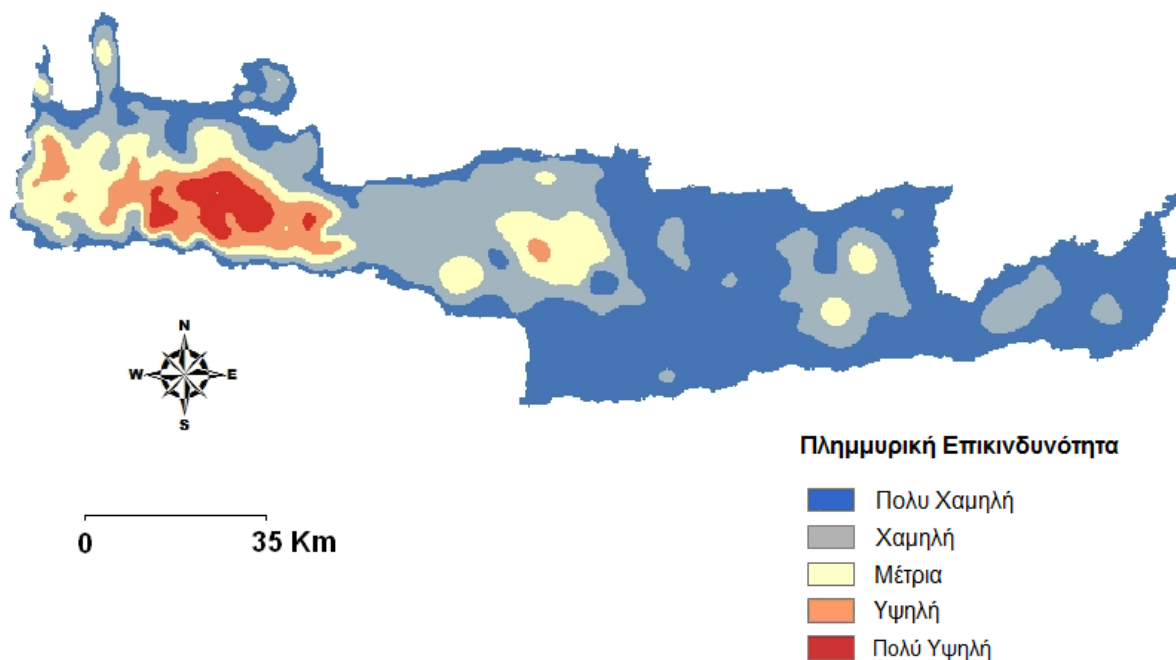 N
W E
S
0 35 Km
Πλημμυρική Επικινδυνότητα
Πολυ Χαμηλή
Χαμηλή
Μέτρια
Υψηλή
Πολύ Υψηλή